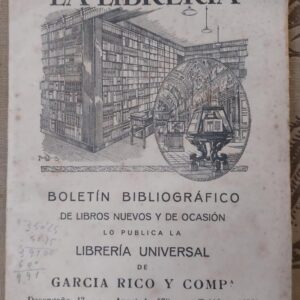 LA LIBRERIA
BOLETÍN BIBLIOGRÁFICO
DE LIBROS NUEVOS Y DE OCASIÓN
LO PUBLICA LA
LIBRERÍA UNIVERSAL
DE
GARCIA RICO Y COMPª